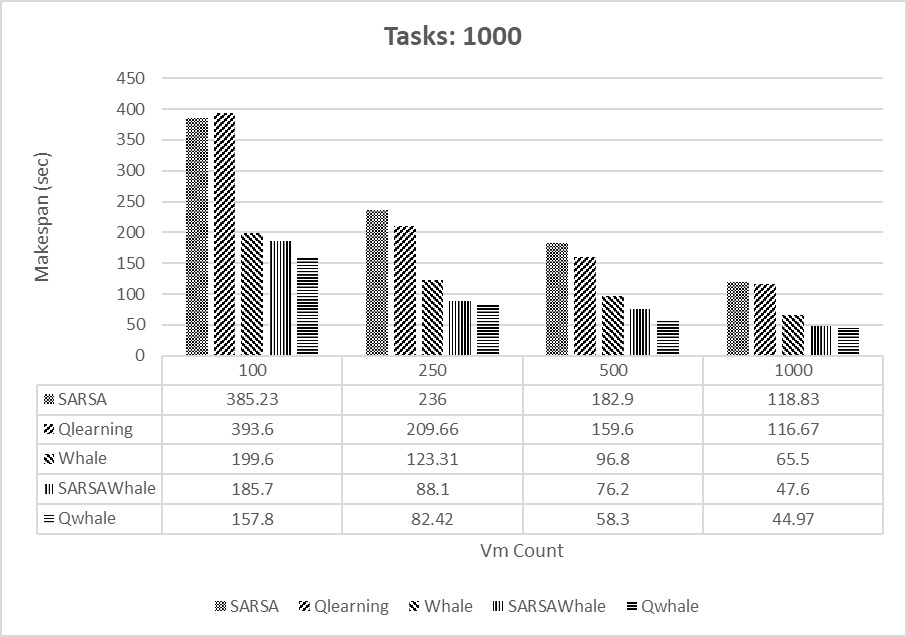 Tasks: 1000
Makespan (sec)
450
400
350
300
250
200
150
100
50
0
100 250 500 1000
SARSA 385.23 236 182.9 118.83
Qlearning 393.6 209.66 159.6 116.67
Whale 199.6 123.31 96.8 65.5
SARSAWhale 185.7 88.1 76.2 47.6
Qwhale 157.8 82.42 58.3 44.97
Vm Count
SARSA Qlearning Whale SARSAWhale Qwhale